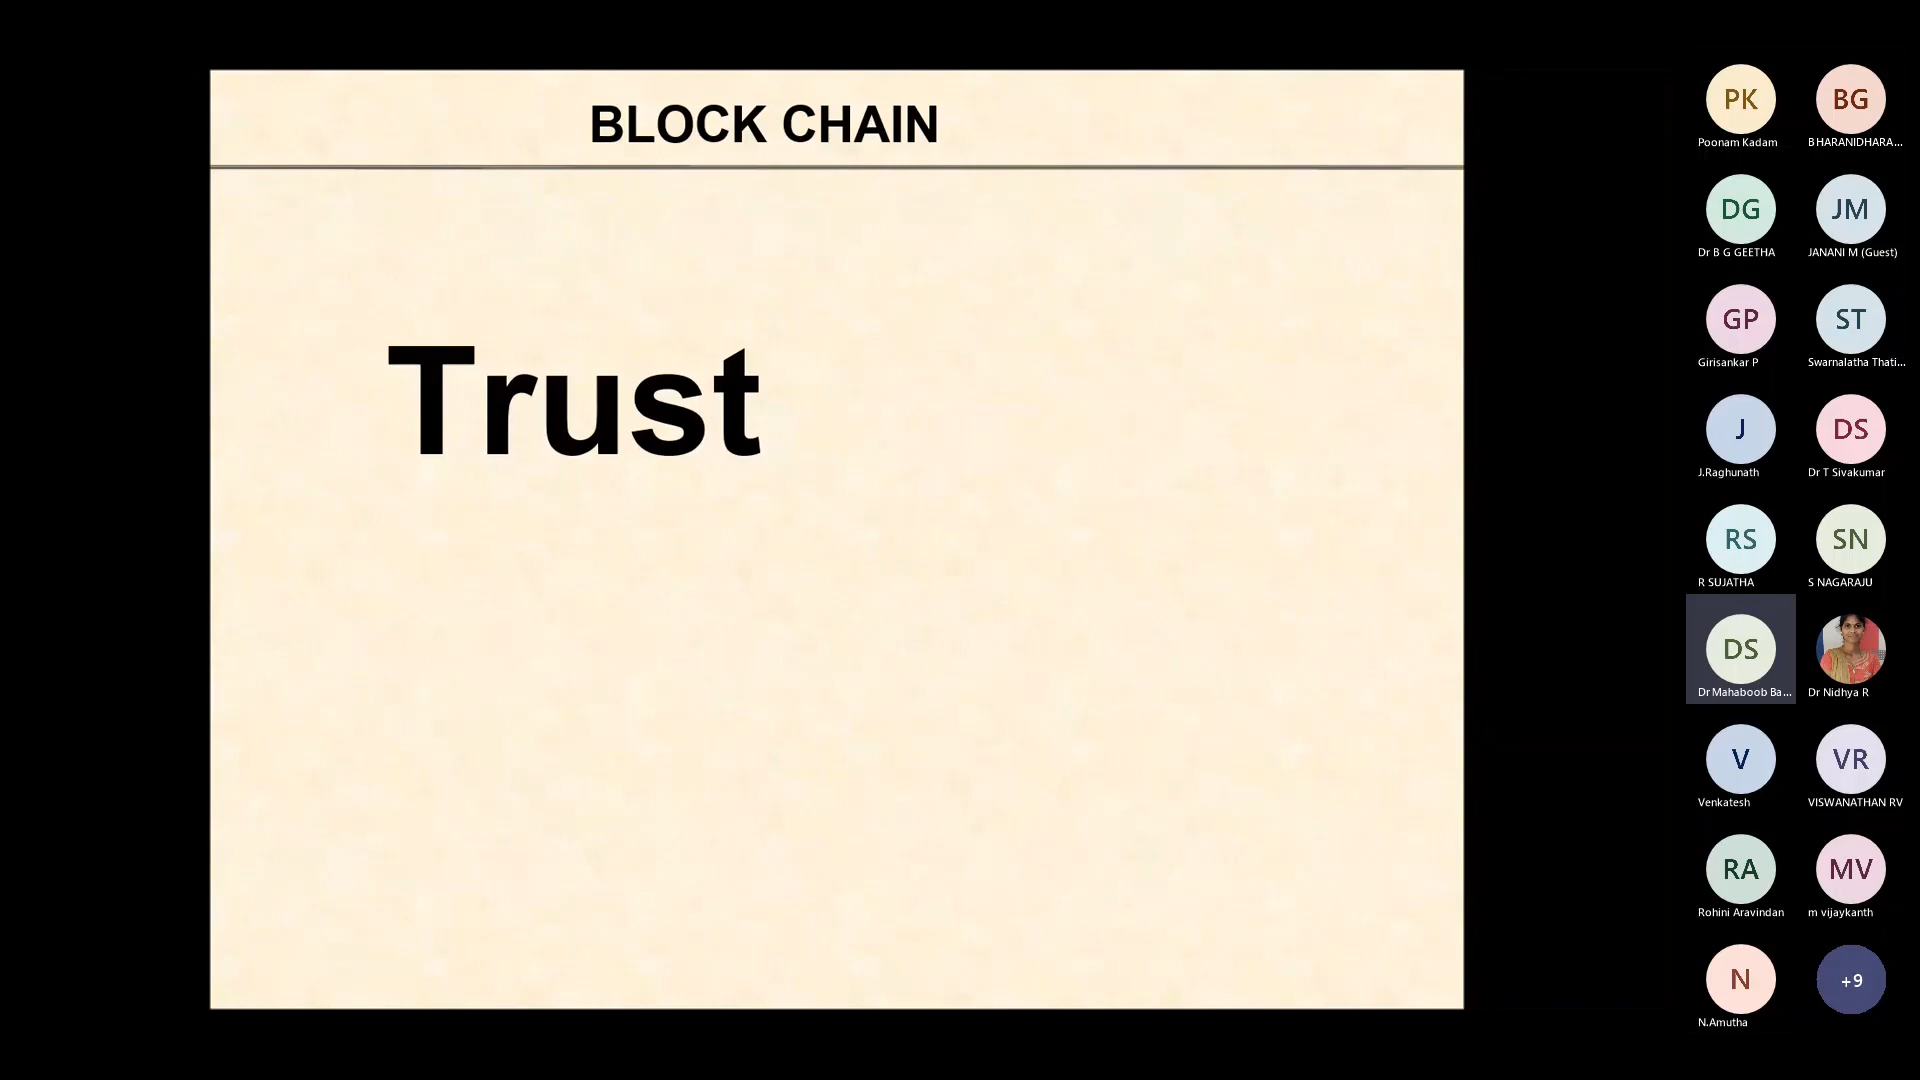 BLOCK CHAIN
Trust
PK
Poonam Kadam
BG
BHARANIDHARA...
DG
Dr B G GEETHA
JM
JANANI M (Guest)
GP
Girisankar P
ST
Swarnalatha Thati...
J
J.Raghunath
DS
Dr T Sivakumar
RS
R SUJATHA
SN
S NAGARAJU
DS
Dr Mahaboob Ba...
Dr Nidhya R
V
Venkatesh
VR
VISWANATHAN RV
RA
Rohini Aravindan
MV
m vijaykanth
N
N.Amutha
+9